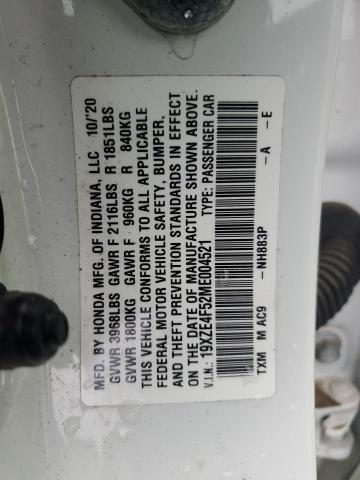 MFD. BY HONDA MFG. OF INDIANA, LLC 10/'20
GVWR 3968LBS GAWR F 2116LBS R 1851LBS
GVWR 1800KG GAWR F 960KG R 840KG
THIS VEHICLE CONFORMS TO ALL APPLICABLE
FEDERAL MOTOR VEHICLE SAFETY, BUMPER,
AND THEFT PREVENTION STANDARDS IN EFFECT
ON THE DATE OF MANUFACTURE SHOWN ABOVE.
V.I.N.: 19XZE4F52ME004521 TYPE: PASSENGER CAR
TXM M AC9 -NH883P -A -E